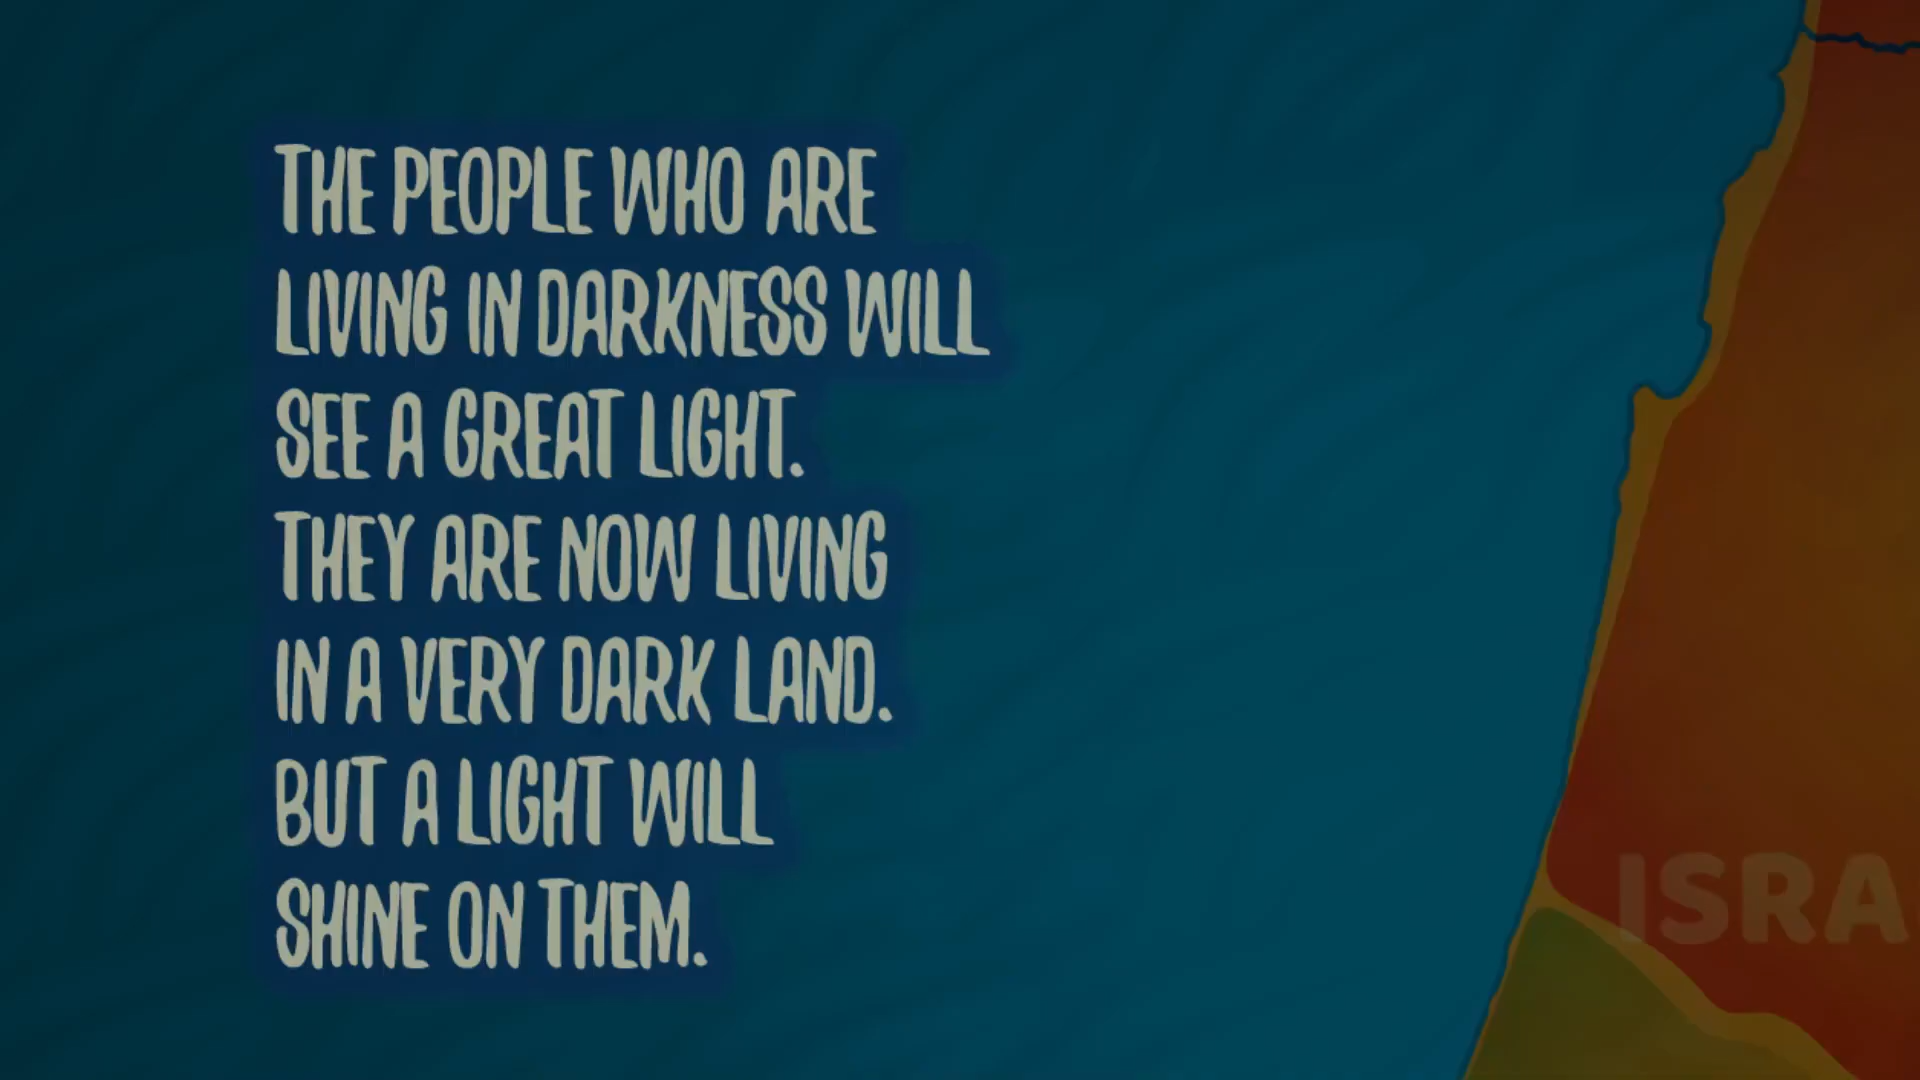 THE PEOPLE WHO ARE
LIVING IN DARKNESS WILL
SEE A GREAT LIGHT.
THEY ARE NOW LIVING
IN A VERY DARK LAND.
BUT A LIGHT WILL
SHINE ON THEM.
ISRA